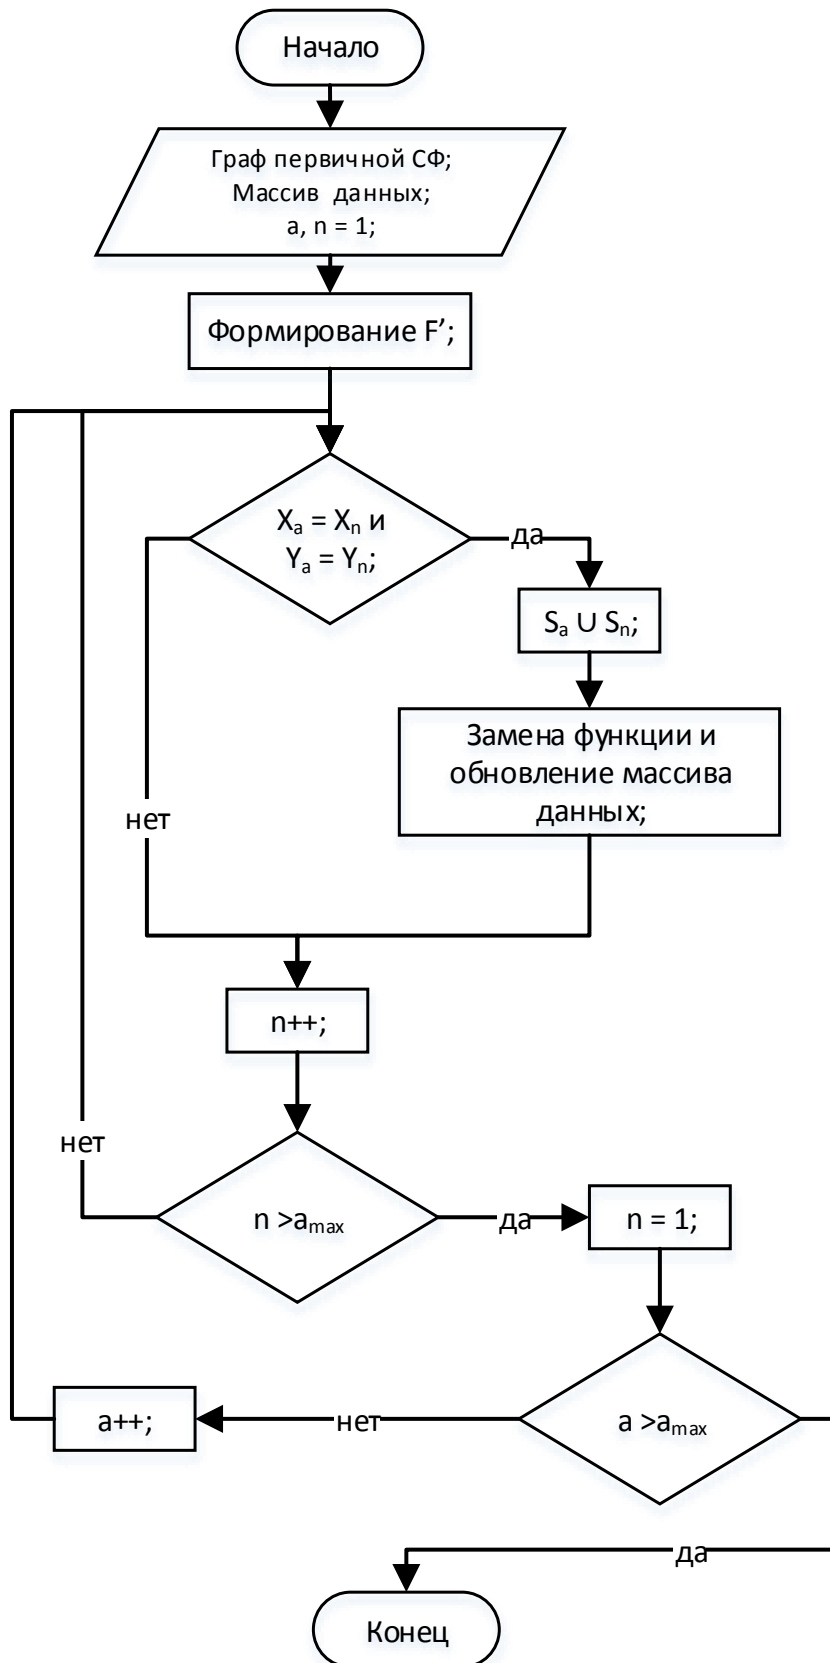 Начало
Граф первичной СФ;
Массив данных;
a, n = 1;
Формирование F’;
Xₐ = Xₙ и
Yₐ = Yₙ;
да
Sₐ ∪ Sₙ;
Замена функции и
обновление массива
данных;
нет
n++;
нет
n >aₘₐₓ
да
n = 1;
a++;
нет
a >aₘₐₓ
да
Конец